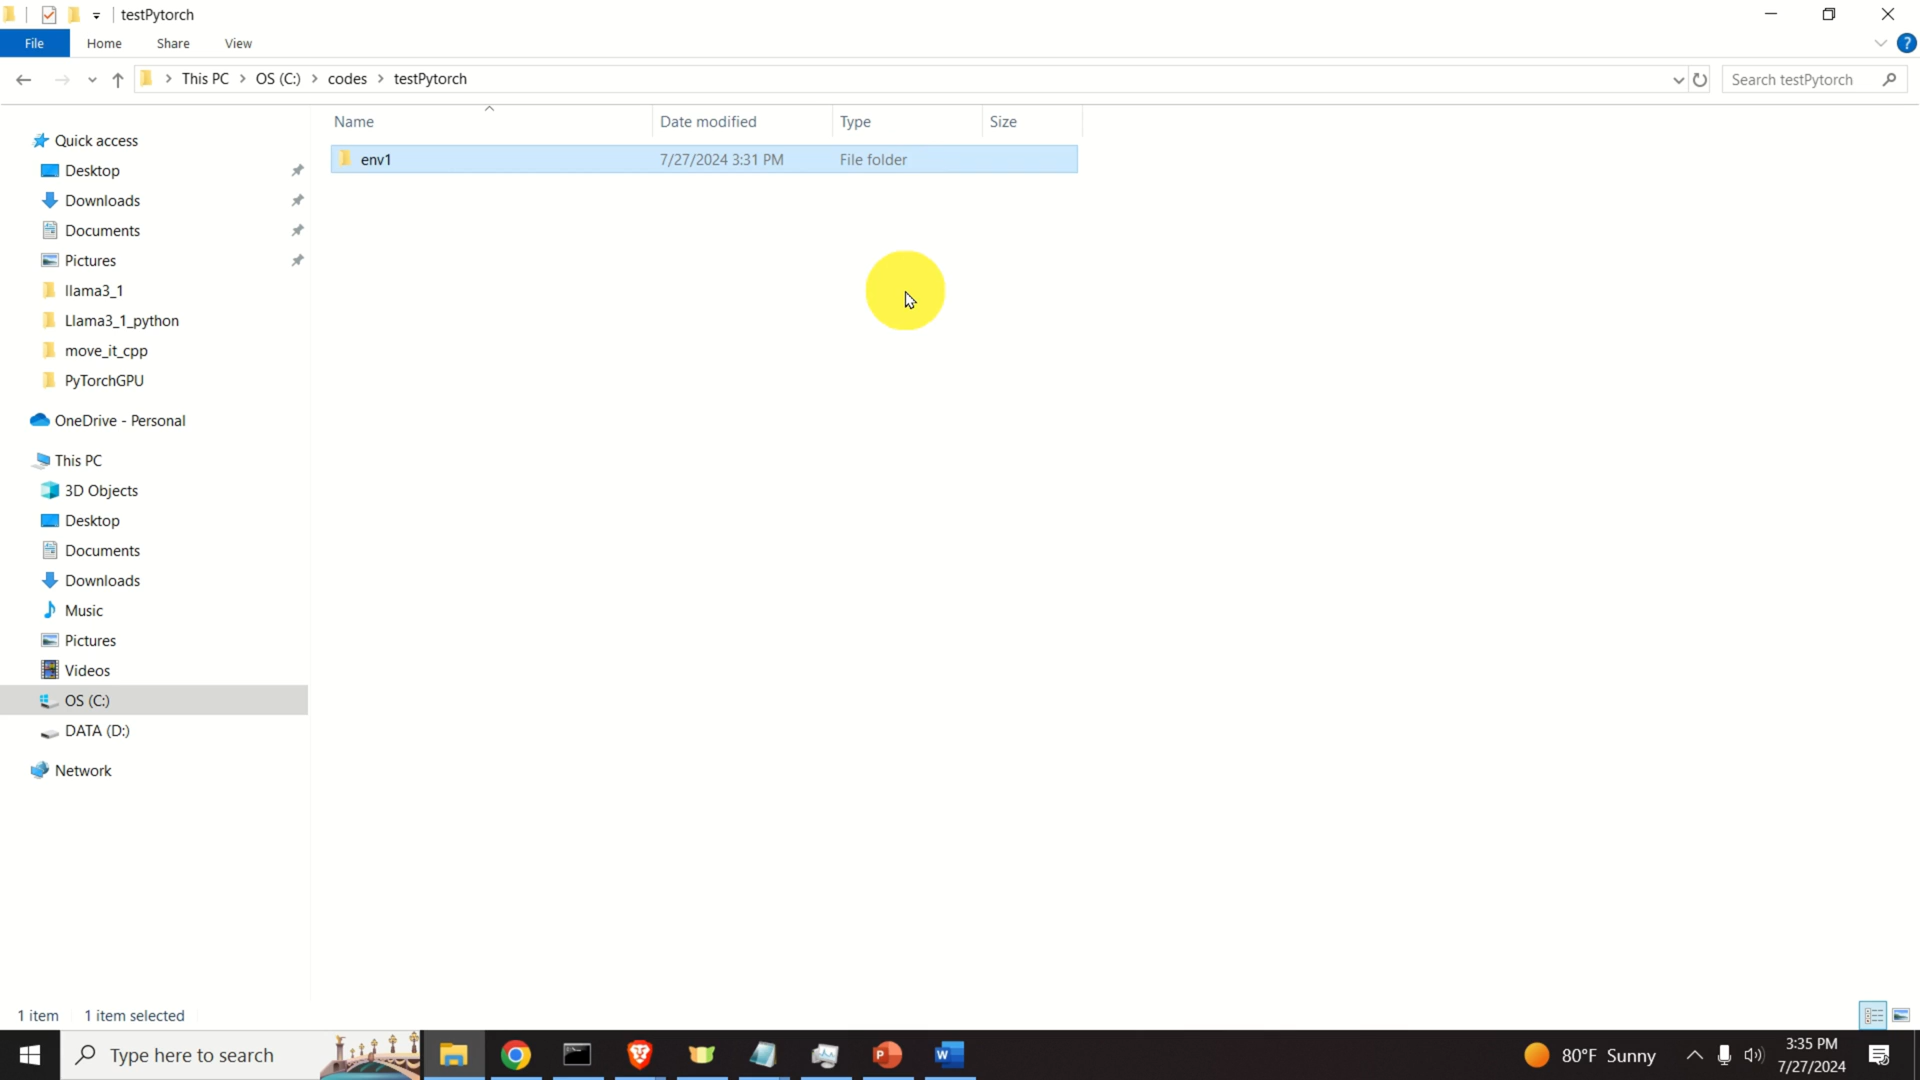 testPytorch
File Home Share View
This PC > OS (C:) > codes > testPytorch
Search testPytorch
Name Date modified Type Size
env1 7/27/2024 3:31 PM File folder
Quick access
Desktop
Downloads
Documents
Pictures
llama3_1
Llama3_1_python
move_it_cpp
PyTorchGPU
OneDrive - Personal
This PC
3D Objects
Desktop
Documents
Downloads
Music
Pictures
Videos
OS (C:)
DATA (D:)
Network
1 item 1 item selected
Type here to search
80°F Sunny
3:35 PM
7/27/2024